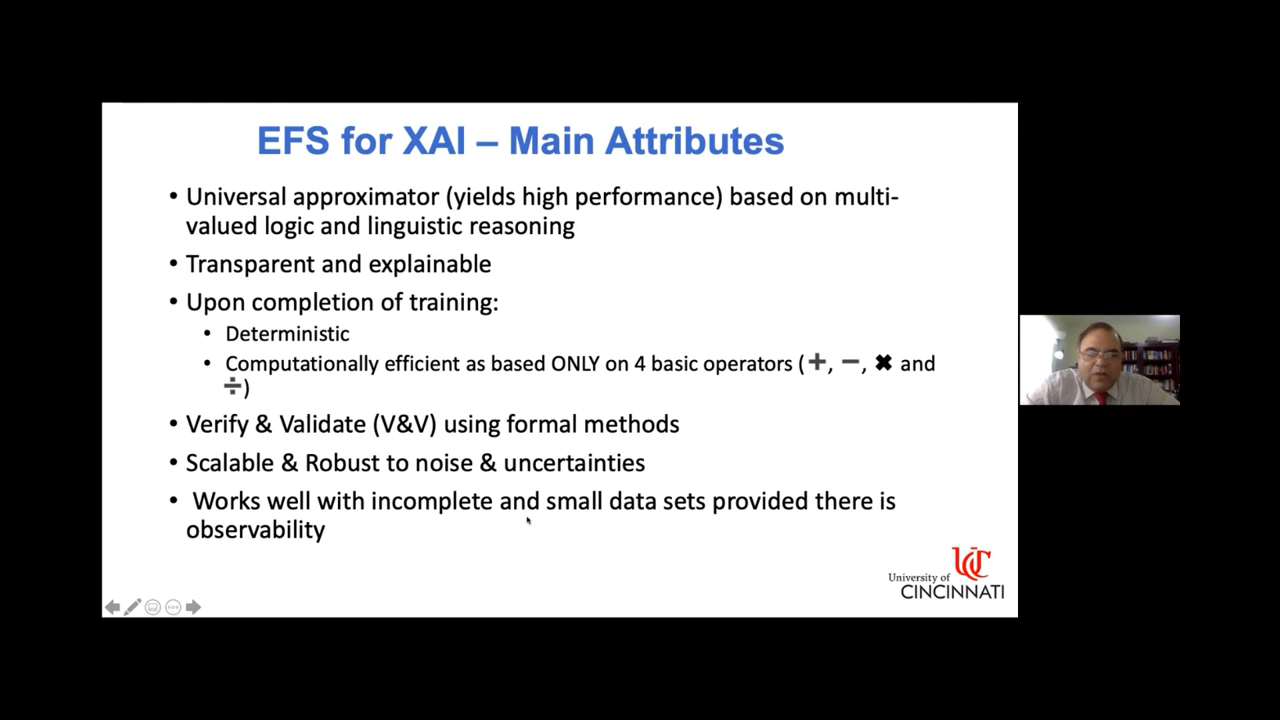 EFS for XAI – Main Attributes
• Universal approximator (yields high performance) based on multi-
valued logic and linguistic reasoning
• Transparent and explainable
• Upon completion of training:
• Deterministic
• Computationally efficient as based ONLY on 4 basic operators (➕, ➖, ✖ and
➗)
• Verify & Validate (V&V) using formal methods
• Scalable & Robust to noise & uncertainties
• Works well with incomplete and small data sets provided there is
observability
UC
University of
CINCINNATI